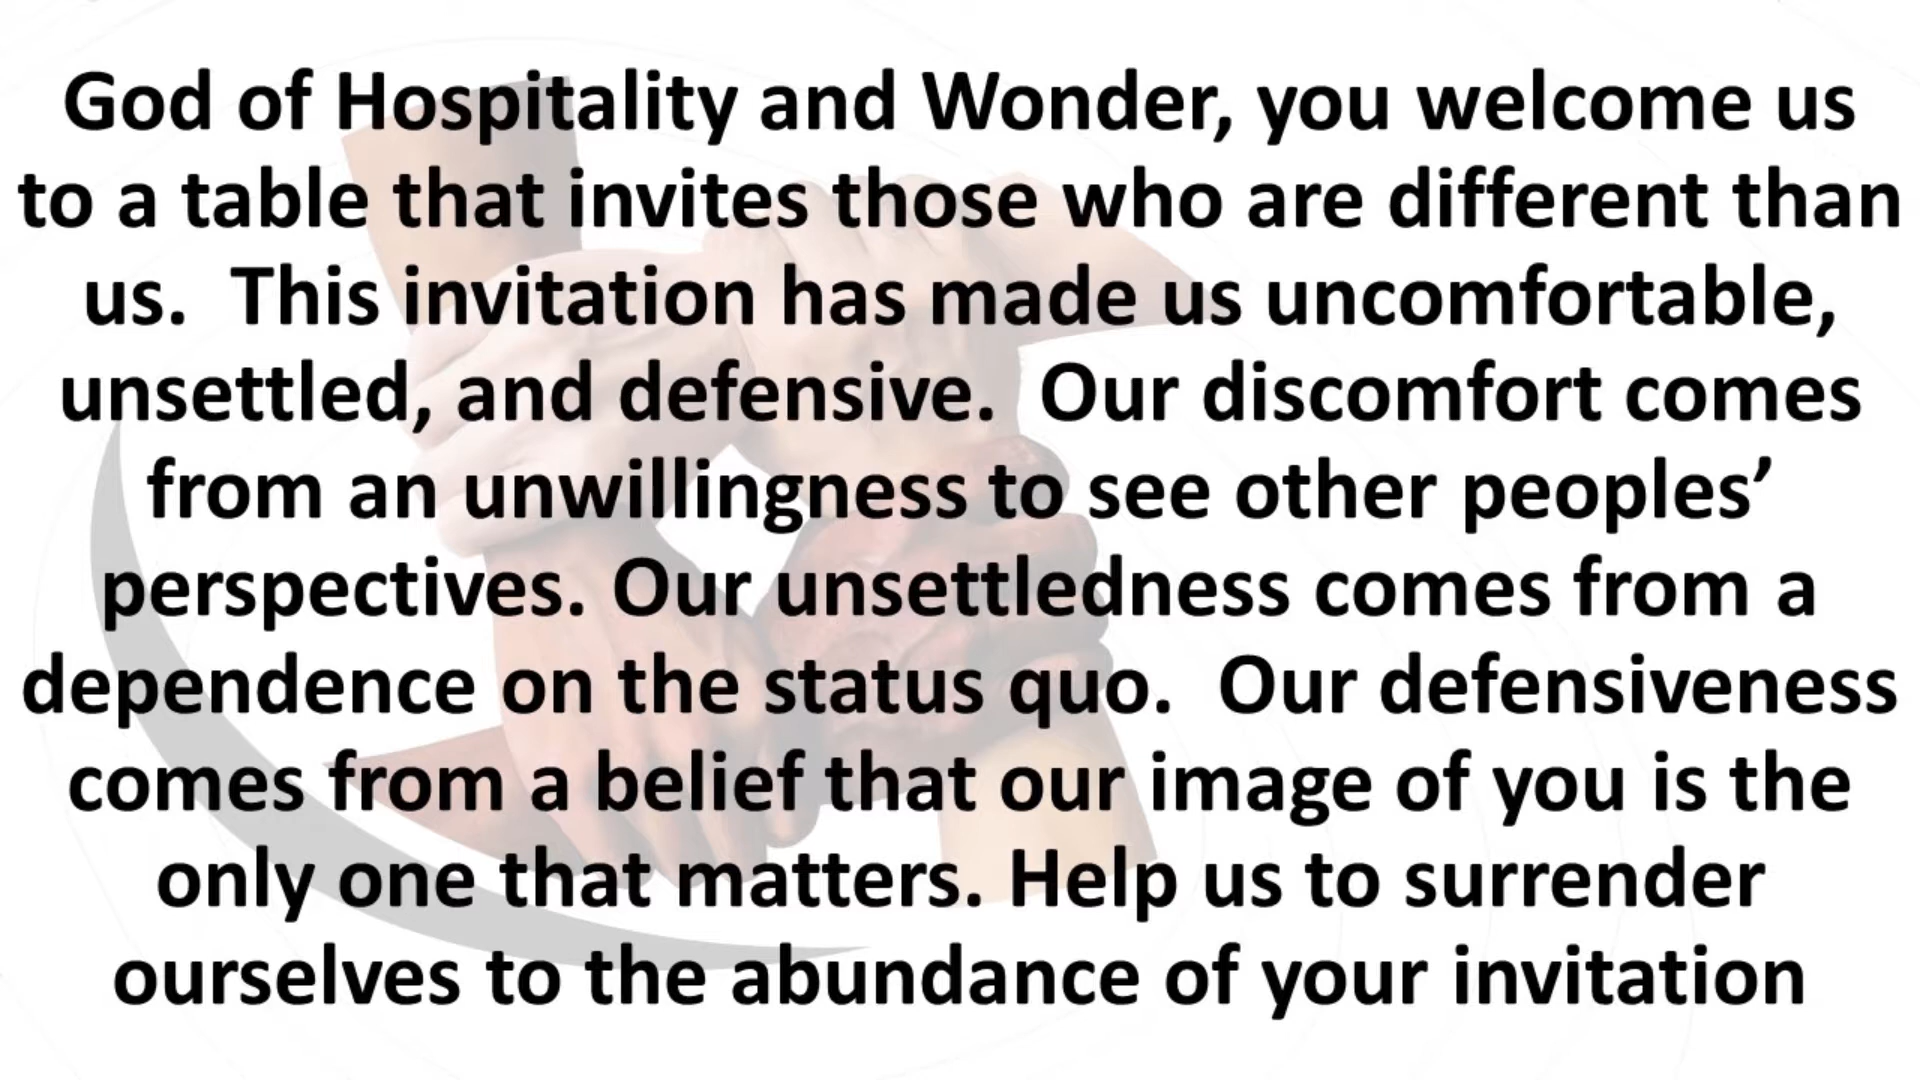 God of Hospitality and Wonder, you welcome us
to a table that invites those who are different than
us.  This invitation has made us uncomfortable,
unsettled, and defensive.  Our discomfort comes
from an unwillingness to see other peoples’
perspectives. Our unsettledness comes from a
dependence on the status quo.  Our defensiveness
comes from a belief that our image of you is the
only one that matters. Help us to surrender
ourselves to the abundance of your invitation